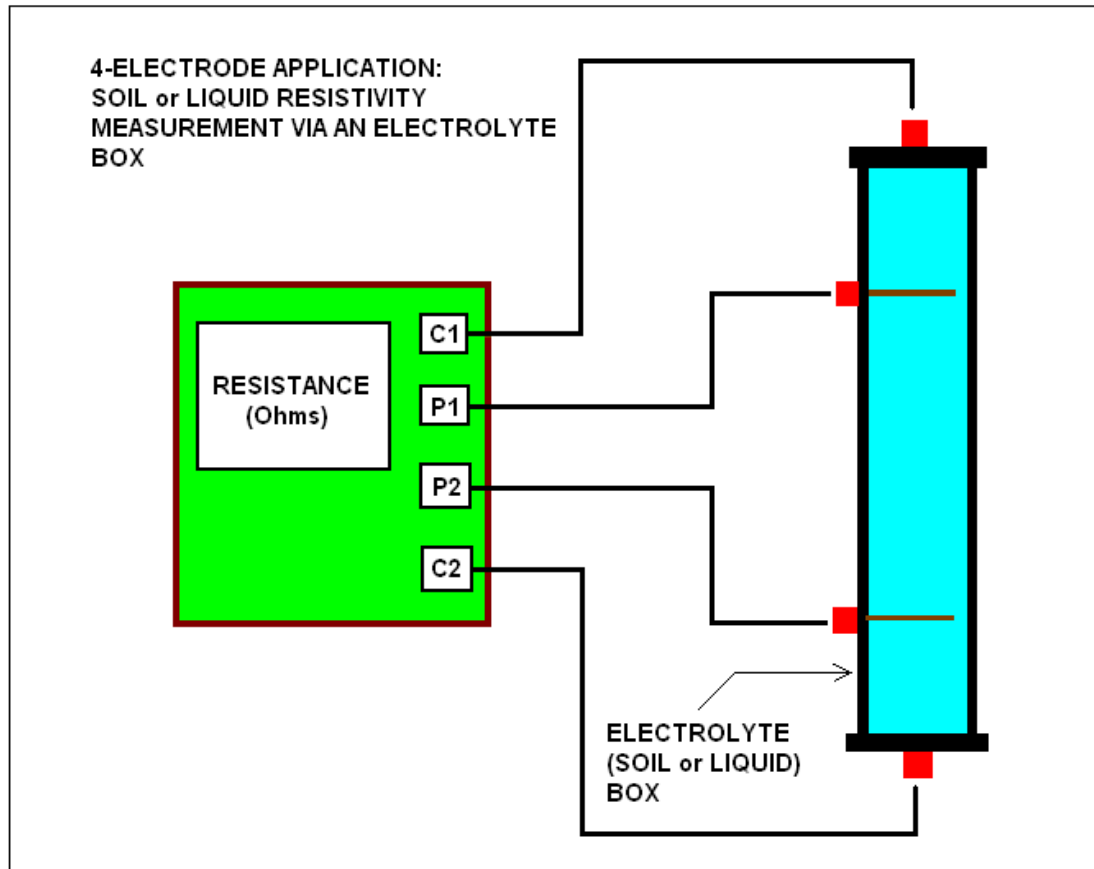 4-ELECTRODE APPLICATION:
SOIL or LIQUID RESISTIVITY
MEASUREMENT VIA AN ELECTROLYTE
BOX
RESISTANCE
(Ohms)
C1
P1
P2
C2
ELECTROLYTE
(SOIL or LIQUID)
BOX